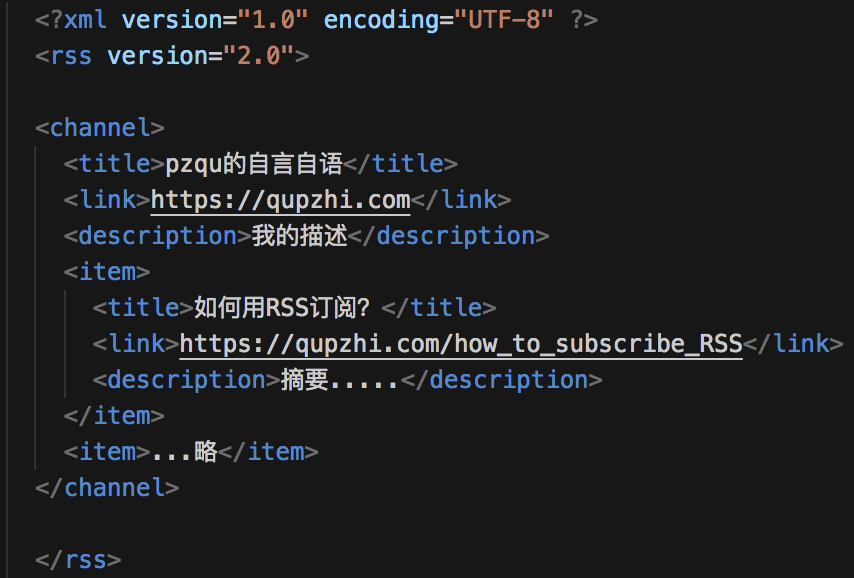 <?xml version="1.0" encoding="UTF-8" ?>
<rss version="2.0">
<channel>
<title>pzqu的自言自语</title>
<link>https://qupzhi.com</link>
<description>我的描述</description>
<item>
<title>如何用RSS订阅？</title>
<link>https://qupzhi.com/how_to_subscribe_RSS</link>
<description>摘要.....</description>
</item>
<item>...略</item>
</channel>
</rss>